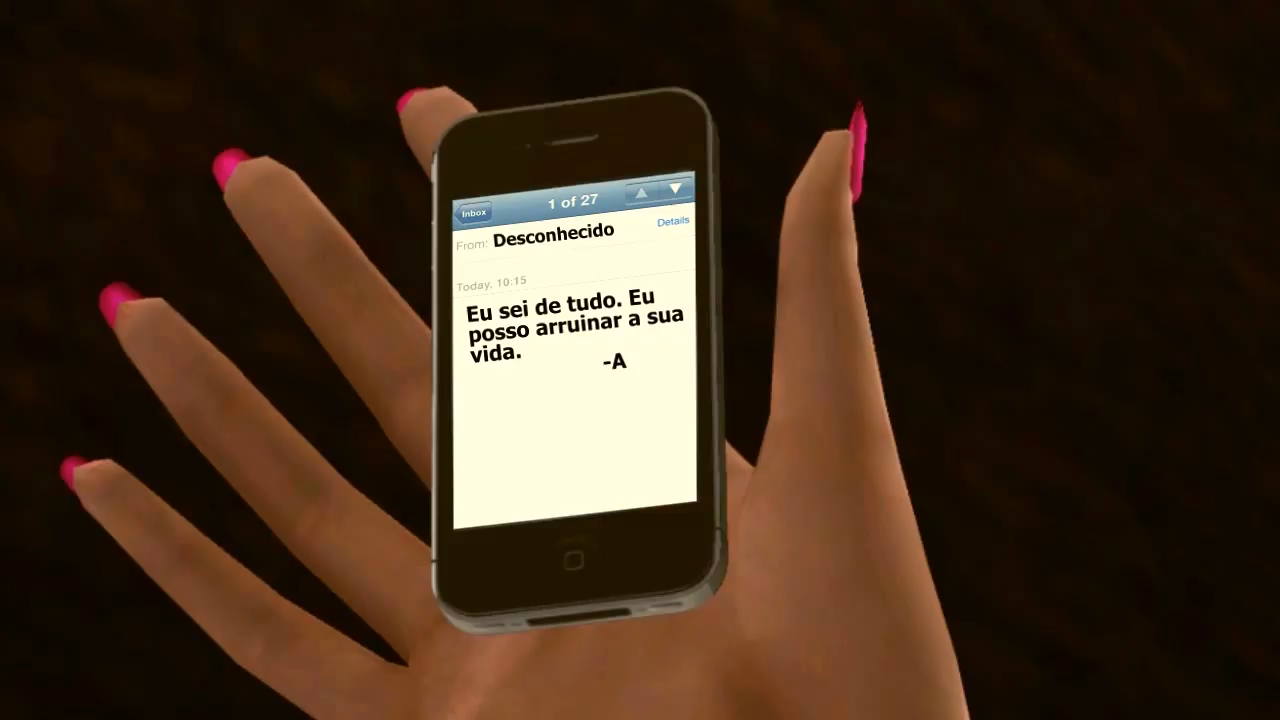 Inbox
1 of 27
From: Desconhecido
Details
Today, 10:15
Eu sei de tudo. Eu
posso arruinar a sua
vida.
-A